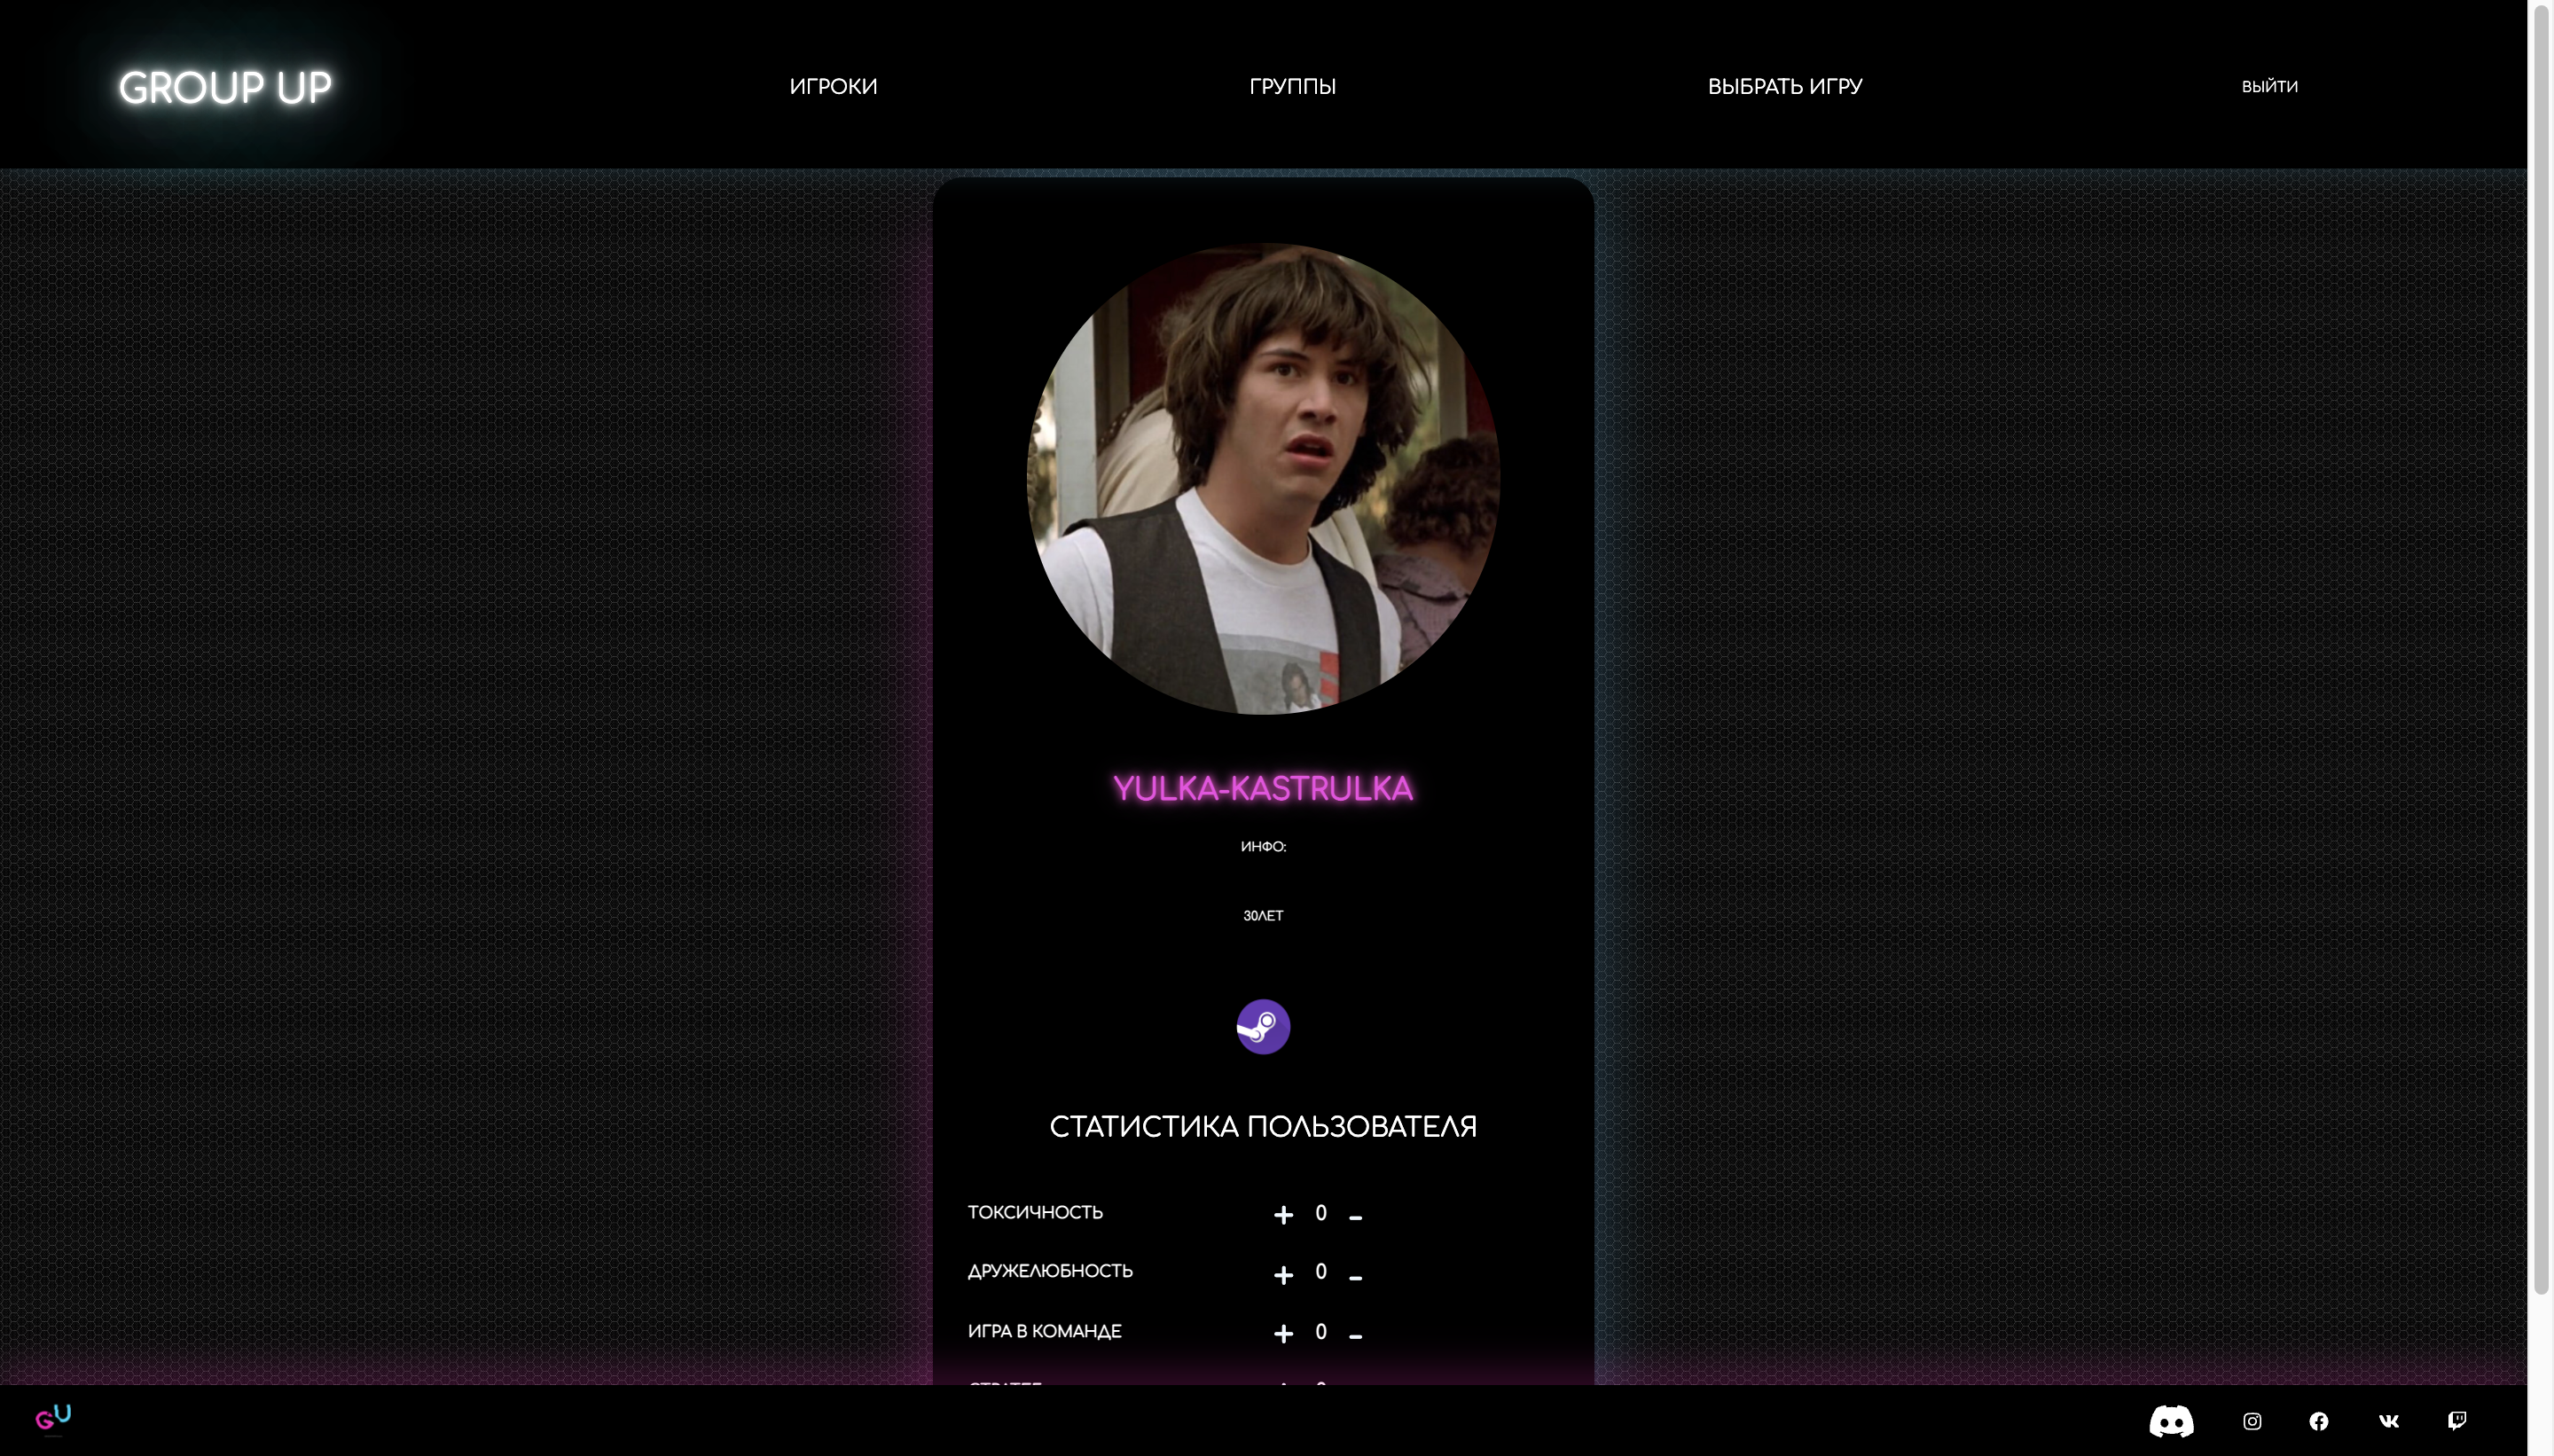 GROUP UP
ИГРОКИ
ГРУППЫ
ВЫБРАТЬ ИГРУ
ВЫЙТИ
YULKA-KASTRULKA
ИНФО:
30ЛЕТ
СТАТИСТИКА ПОЛЬЗОВАТЕЛЯ
ТОКСИЧНОСТЬ + 0 -
ДРУЖЕЛЮБНОСТЬ + 0 -
ИГРА В КОМАНДЕ + 0 -
GU